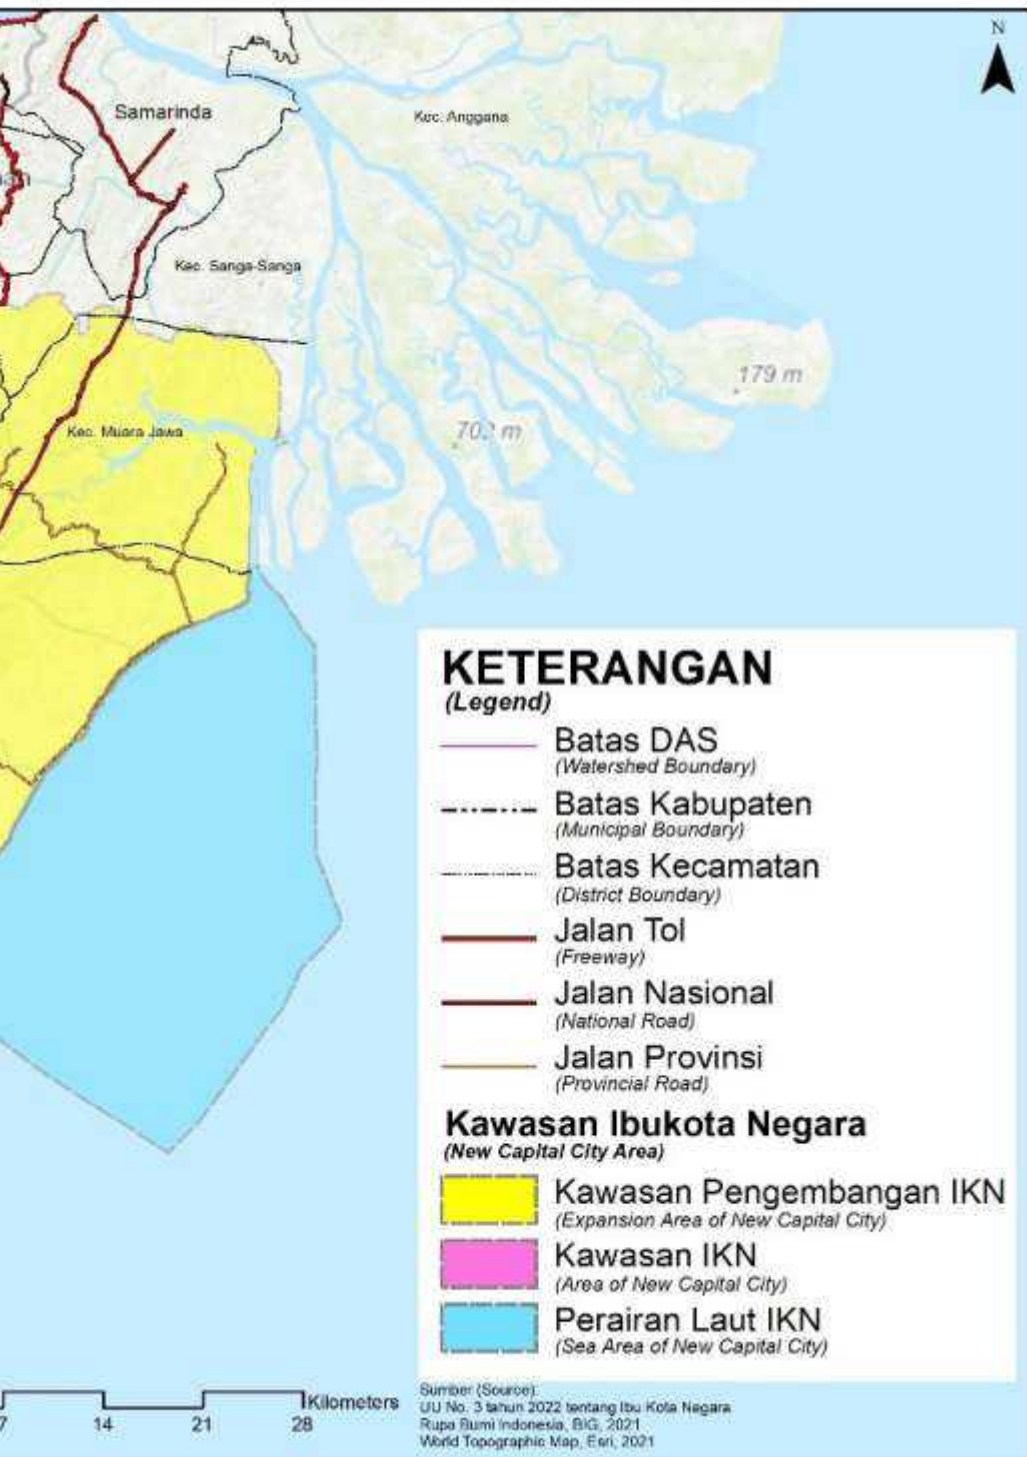 N
Samarinda
Kec. Anggana
Kec. Sanga-Sanga
179 m
Kec. Muara Jawa
KETERANGAN
(Legend)
Batas DAS
(Watershed Boundary)
Batas Kabupaten
(Municipal Boundary)
Batas Kecamatan
(District Boundary)
Jalan Tol
(Freeway)
Jalan Nasional
(National Road)
Jalan Provinsi
(Provincial Road)
Kawasan Ibukota Negara
(New Capital City Area)
Kawasan Pengembangan IKN
(Expansion Area of New Capital City)
Kawasan IKN
(Area of New Capital City)
Perairan Laut IKN
(Sea Area of New Capital City)
7 14 21 28 Kilometers
Sumber (Source):
UU No. 3 tahun 2022 tentang Ibu Kota Negara
Rupa Bumi Indonesia, BIG, 2021
World Topographic Map, Esri, 2021